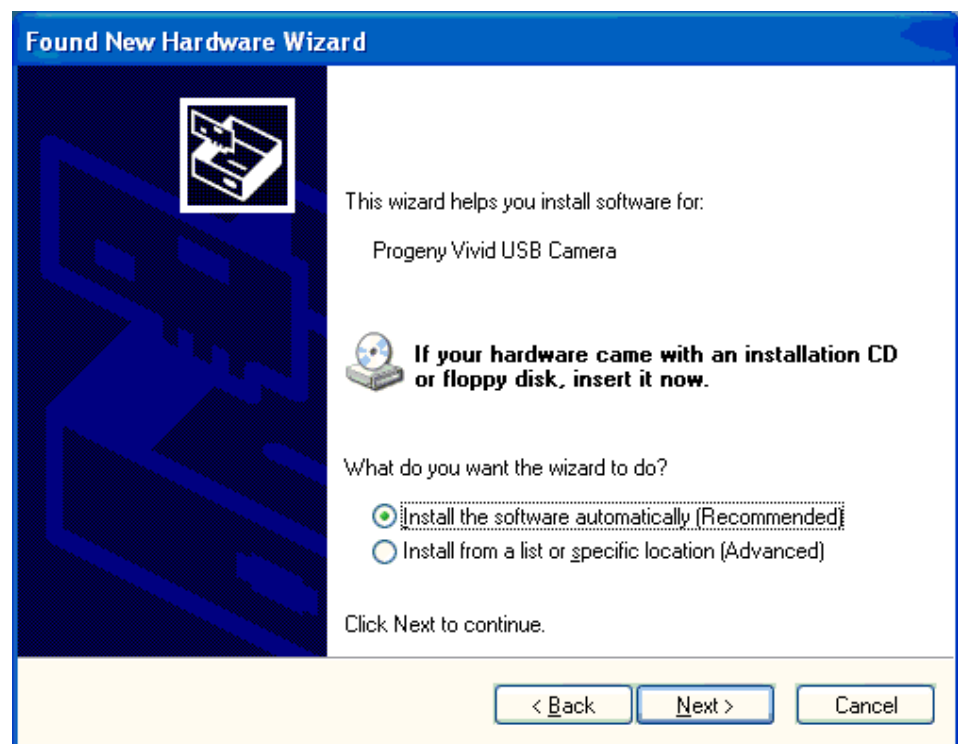 Found New Hardware Wizard
This wizard helps you install software for:
Progeny Vivid USB Camera
If your hardware came with an installation CD
or floppy disk, insert it now.
What do you want the wizard to do?
Install the software automatically (Recommended)
Install from a list or specific location (Advanced)
Click Next to continue.
< Back Next > Cancel